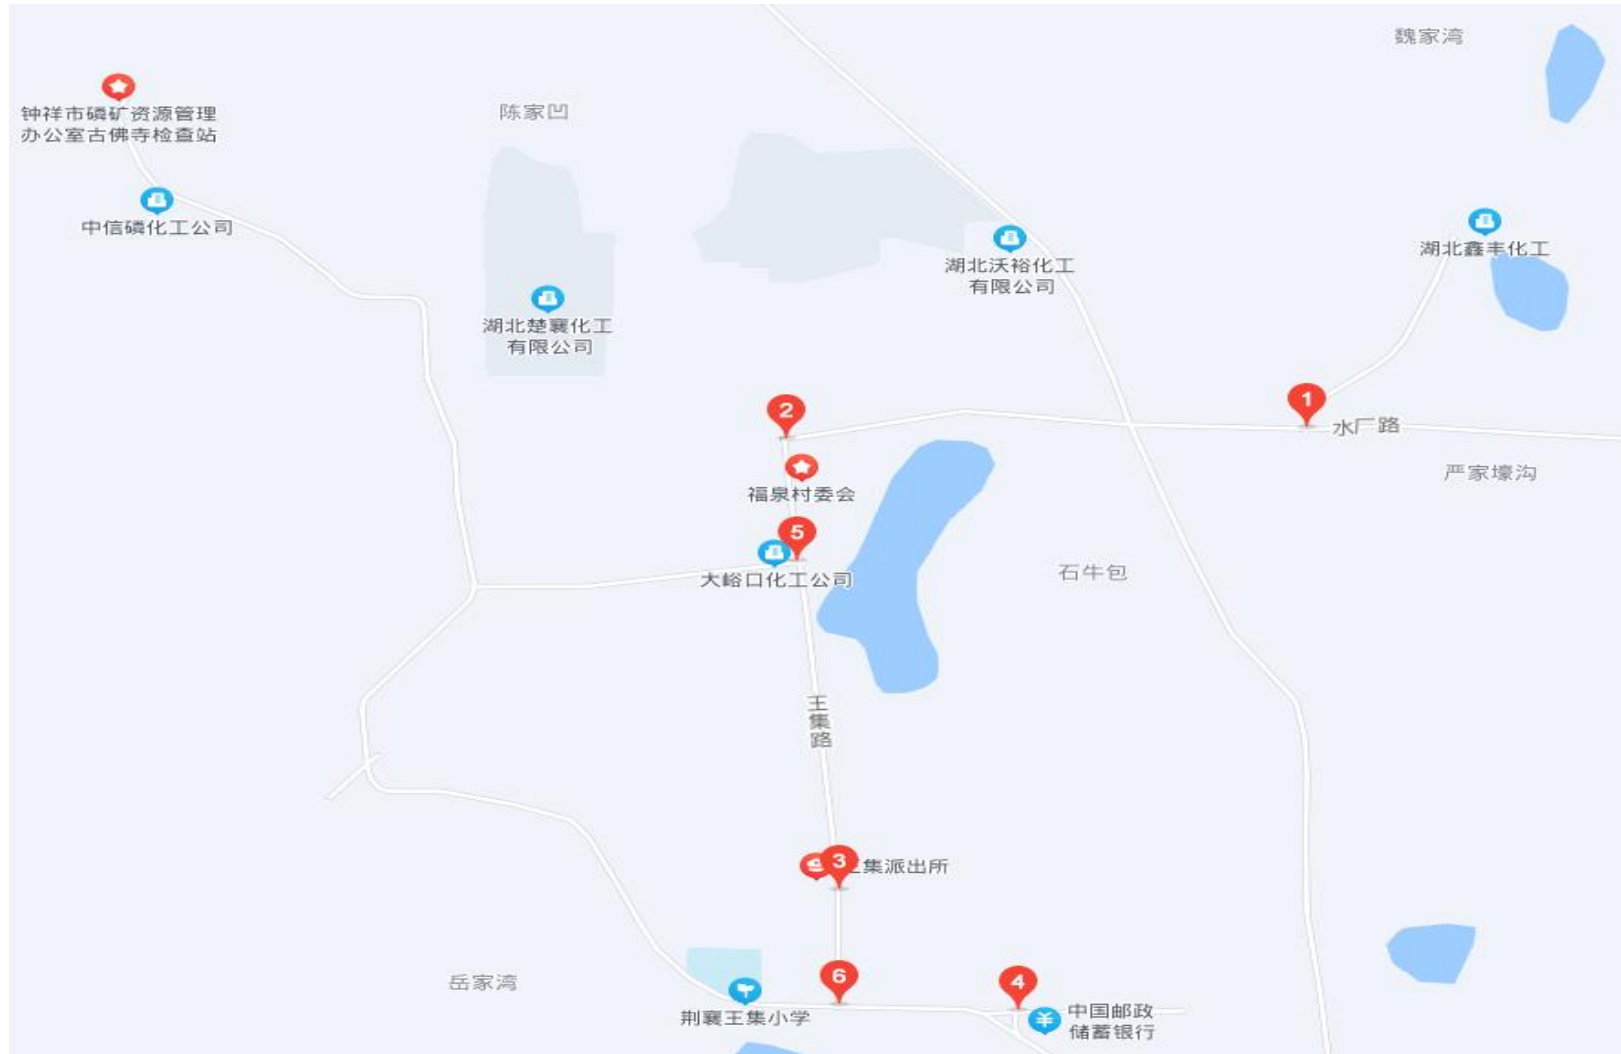 魏家湾
钟祥市磷矿资源管理
办公室古佛寺检查站
陈家凹
中信磷化工公司
湖北鑫丰化工
湖北沃裕化工
有限公司
湖北楚襄化工
有限公司
1
2
水厂路
严家壕沟
福泉村委会
5
大峪口化工公司
石牛包
王集路
3
集派出所
6
4
岳家湾
荆襄王集小学
中国邮政
储蓄银行